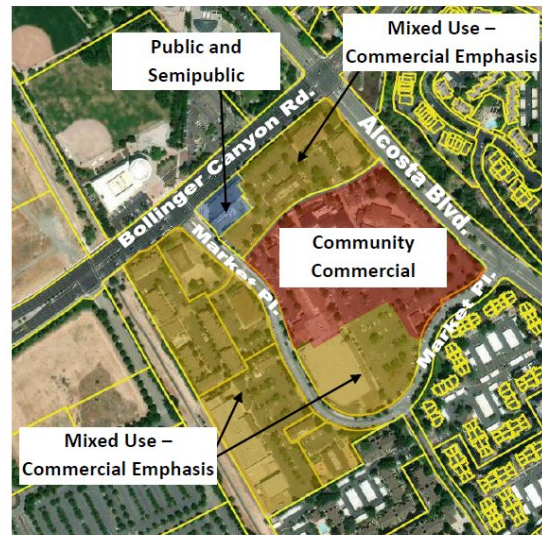 Public and
Semipublic
Mixed Use –
Commercial Emphasis
Bollinger Canyon Rd.
Alcosta Blvd.
Market Pl.
Community
Commercial
Market Pl.
Mixed Use –
Commercial Emphasis